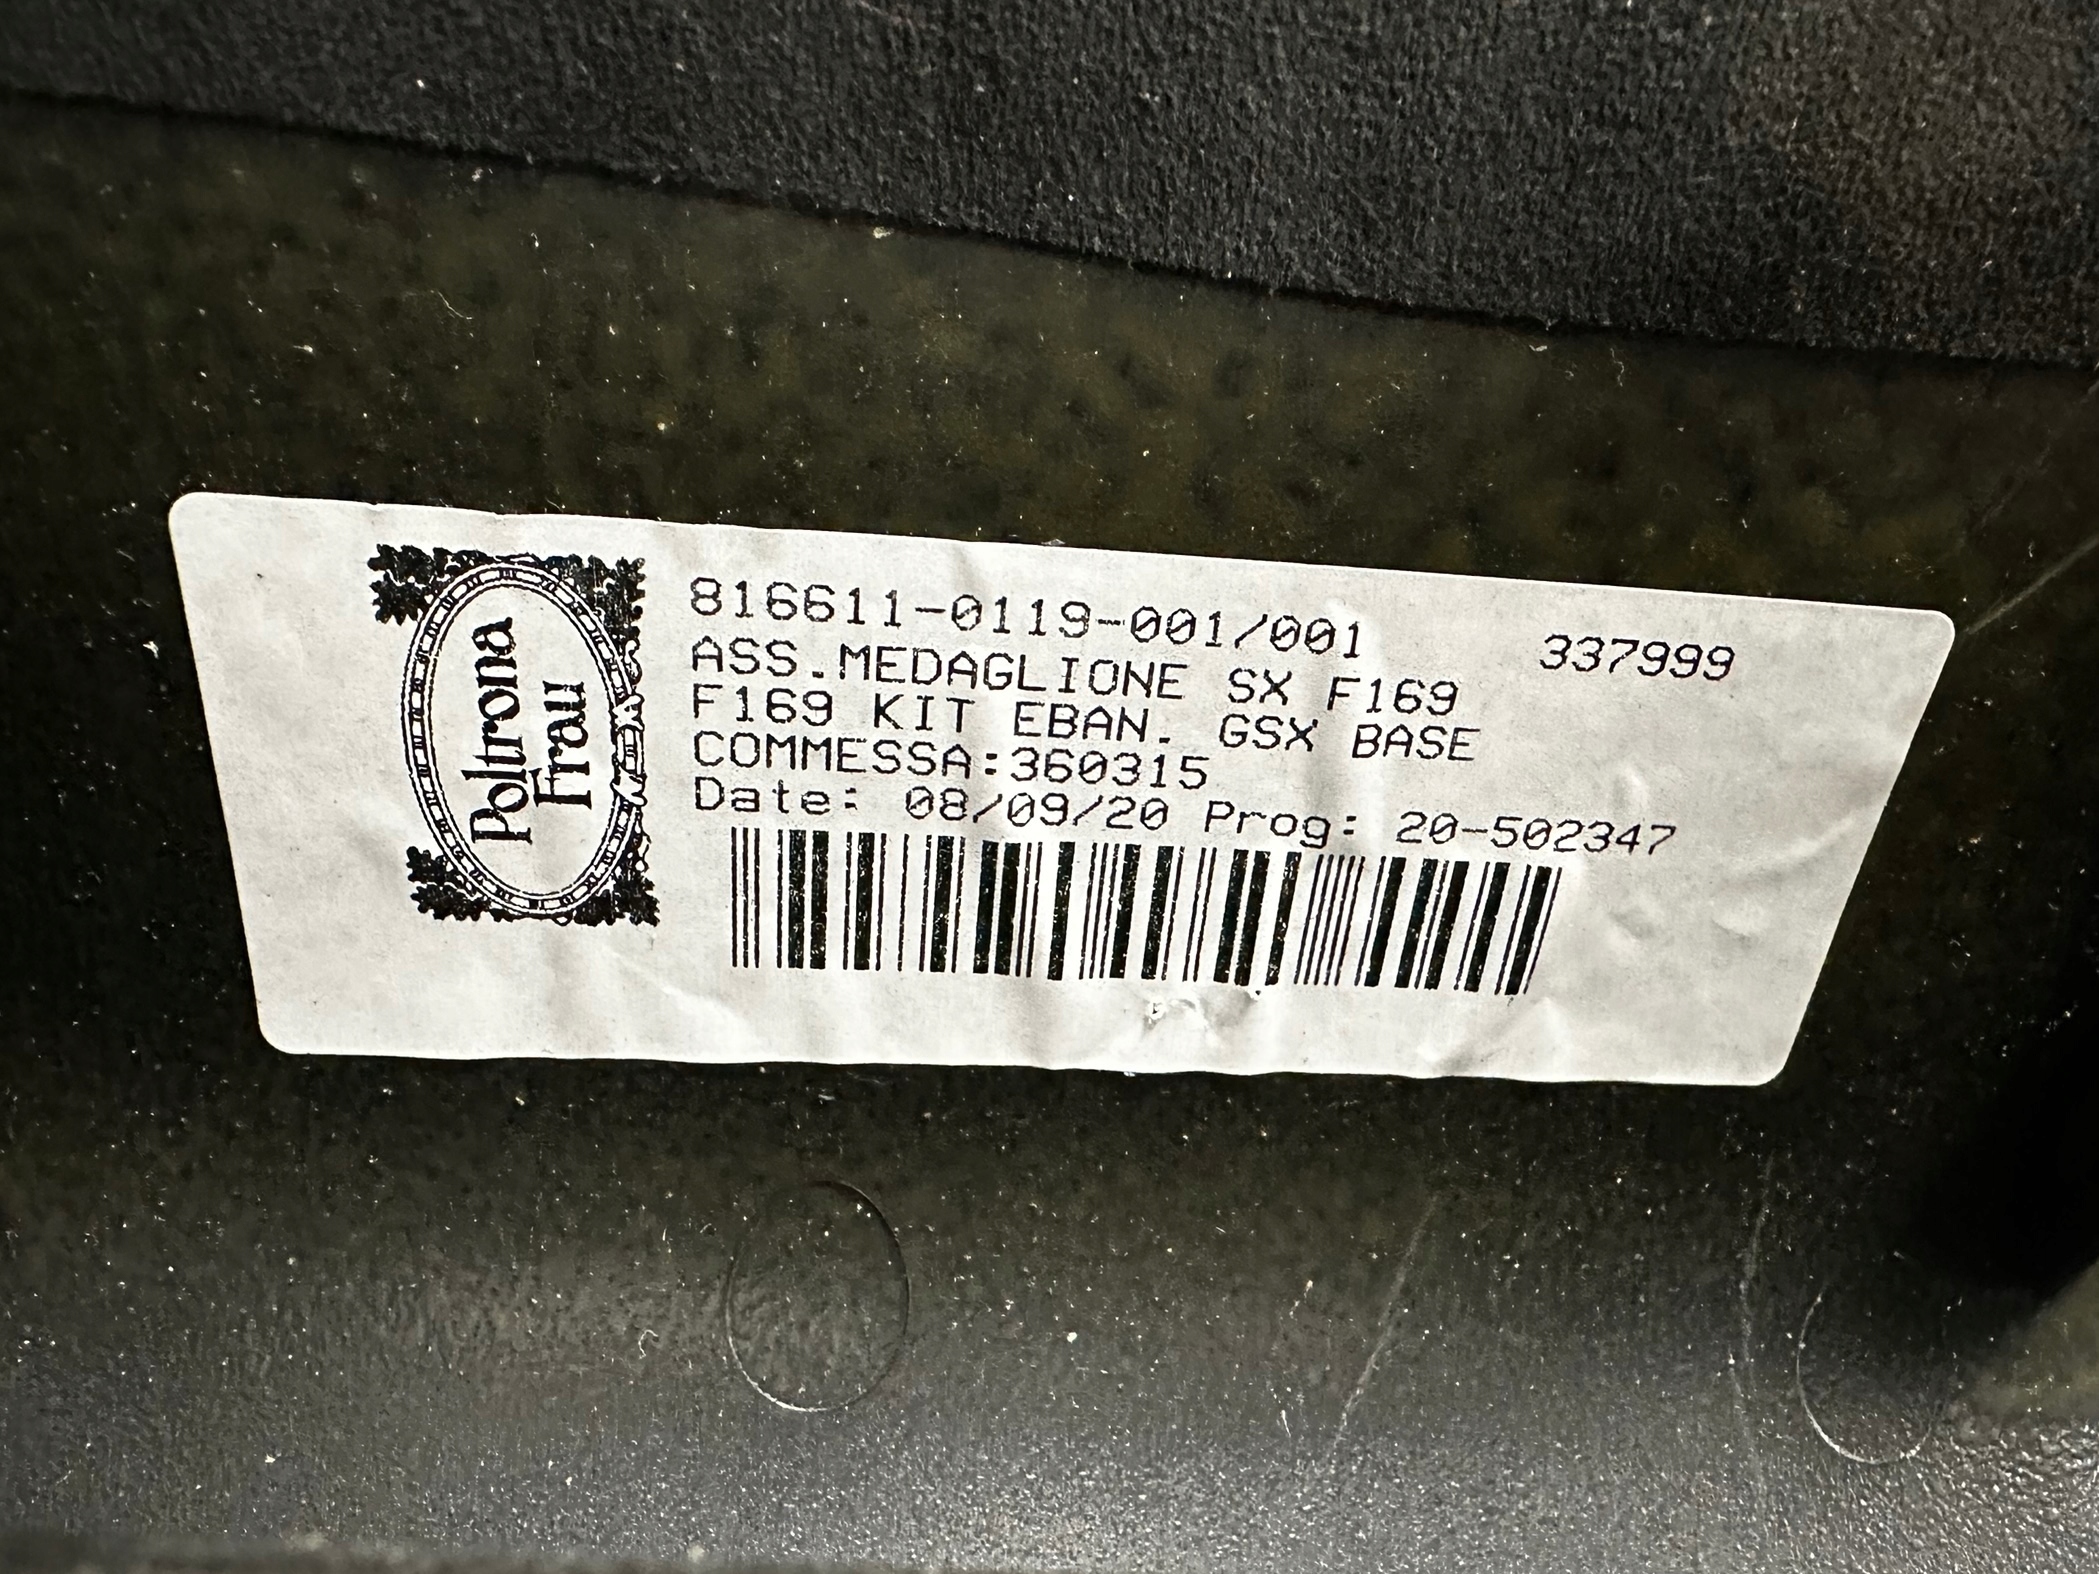 Poltrona
Frau
816611-0119-001/001 337999
ASS.MEDAGLIONE SX F169
F169 KIT EBAN. GSX BASE
COMMESSA:360315
Date: 08/09/20 Prog: 20-502347